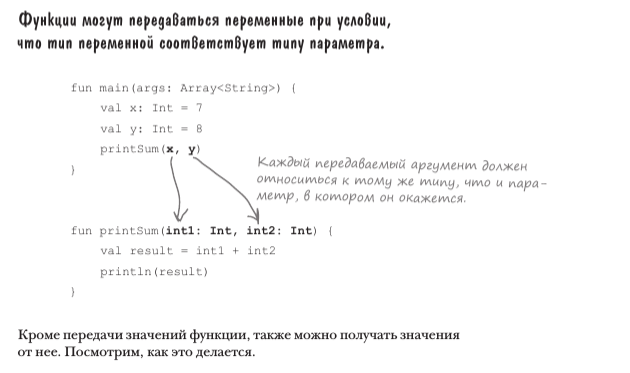 Функции могут передаваться переменные при условии,
что тип переменной соответствует типу параметра.
fun main(args: Array<String>) {
val x: Int = 7
val y: Int = 8
printSum(x, y)
}
Каждый передаваемый аргумент должен
относиться к тому же типу, что и пара-
метр, в котором он окажется.
fun printSum(int1: Int, int2: Int) {
val result = int1 + int2
println(result)
}
Кроме передачи значений функции, также можно получать значения
от нее. Посмотрим, как это делается.